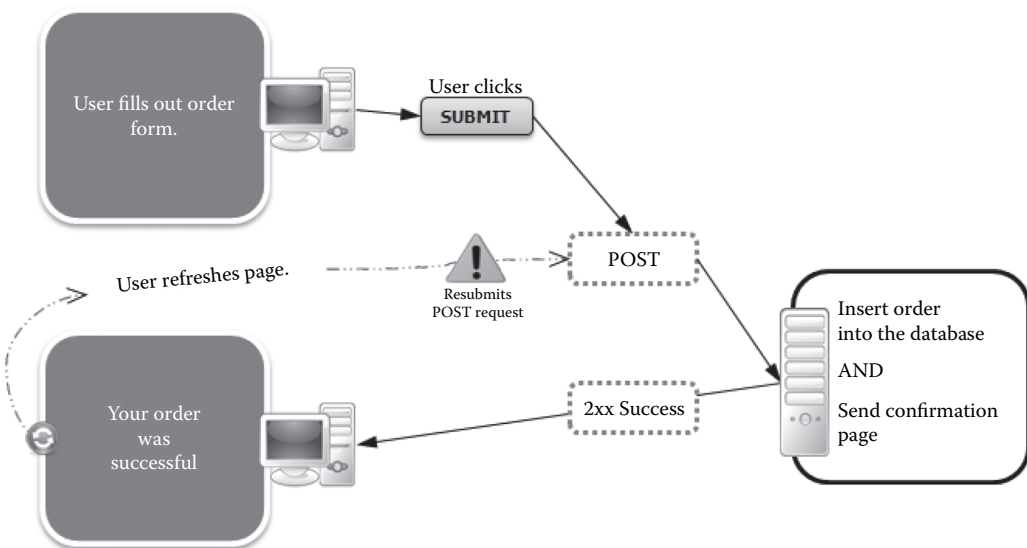 User fills out order
form.
User clicks
SUBMIT
User refreshes page.
Resubmits
POST request
POST
Insert order
into the database
AND
Send confirmation
page
2xx Success
Your order
was
successful